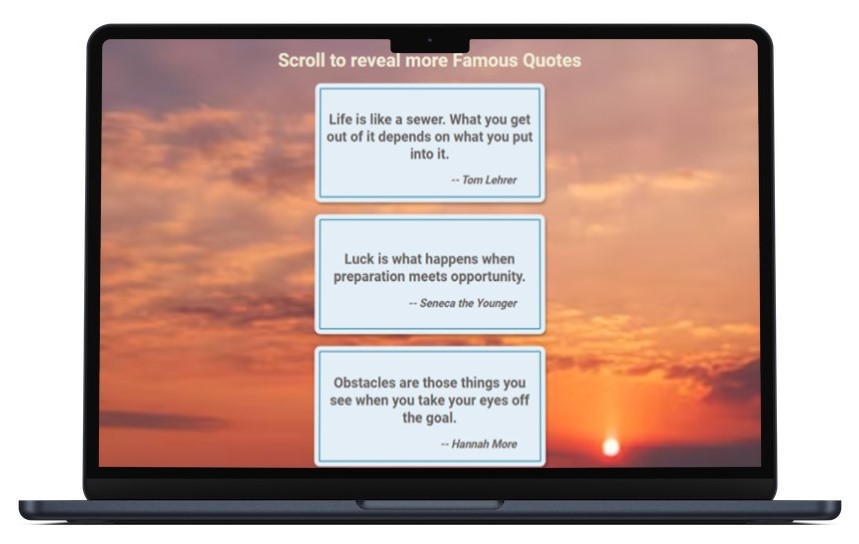 Scroll to reveal more Famous Quotes
Life is like a sewer. What you get
out of it depends on what you put
into it.
-- Tom Lehrer
Luck is what happens when
preparation meets opportunity.
-- Seneca the Younger
Obstacles are those things you
see when you take your eyes off
the goal.
-- Hannah More